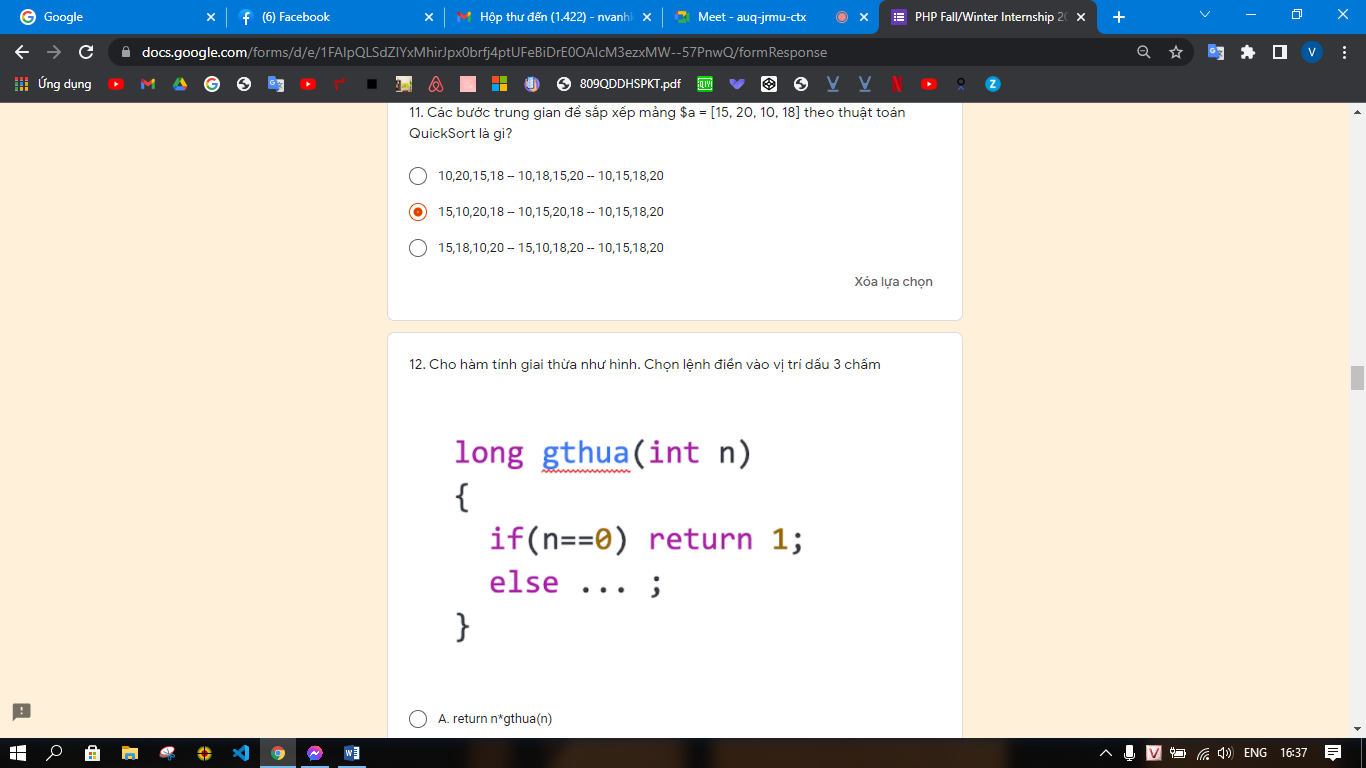 Google
(6) Facebook
Hộp thư đến (1.422) - nvanhl
Meet - auq-jrmu-ctx
PHP Fall/Winter Internship 20
docs.google.com/forms/d/e/1FAIpQLSdZIYxMhirJpx0brfj4ptUFeBiDrE0OAlcM3ezxMW--57PnwQ/formResponse
V
Ứng dụng
809QDDHSPKT.pdf
11. Các bước trung gian để sắp xếp mảng $a = [15, 20, 10, 18] theo thuật toán
QuickSort là gì?
10,20,15,18 -- 10,18,15,20 -- 10,15,18,20
15,10,20,18 -- 10,15,20,18 -- 10,15,18,20
15,18,10,20 -- 15,10,18,20 -- 10,15,18,20
Xóa lựa chọn
12. Cho hàm tính giai thừa như hình. Chọn lệnh điền vào vị trí dấu 3 chấm
long gthua(int n)
{
if(n==0) return 1;
else ... ;
}
A. return n*gthua(n)
ENG
16:37